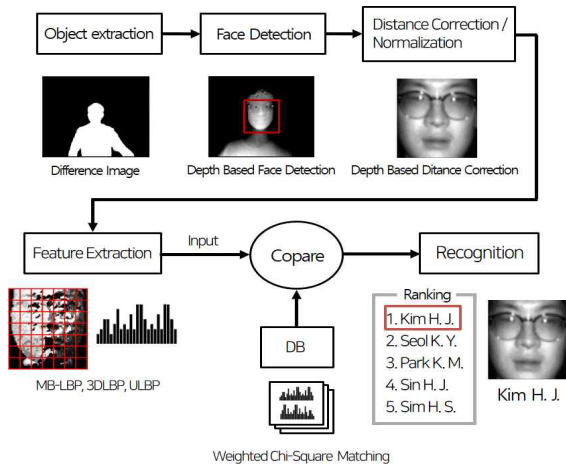 Object extraction
Face Detection
Distance Correction /
Normalization
Difference Image
Depth Based Face Detection
Depth Based Ditance Correction
Feature Extraction
Input
Copare
Recognition
MB-LBP, 3DLBP, ULBP
DB
Weighted Chi-Square Matching
Ranking
1. Kim H. J.
2. Seol K. Y.
3. Park K. M.
4. Sin H. J.
5. Sim H. S.
Kim H. J.